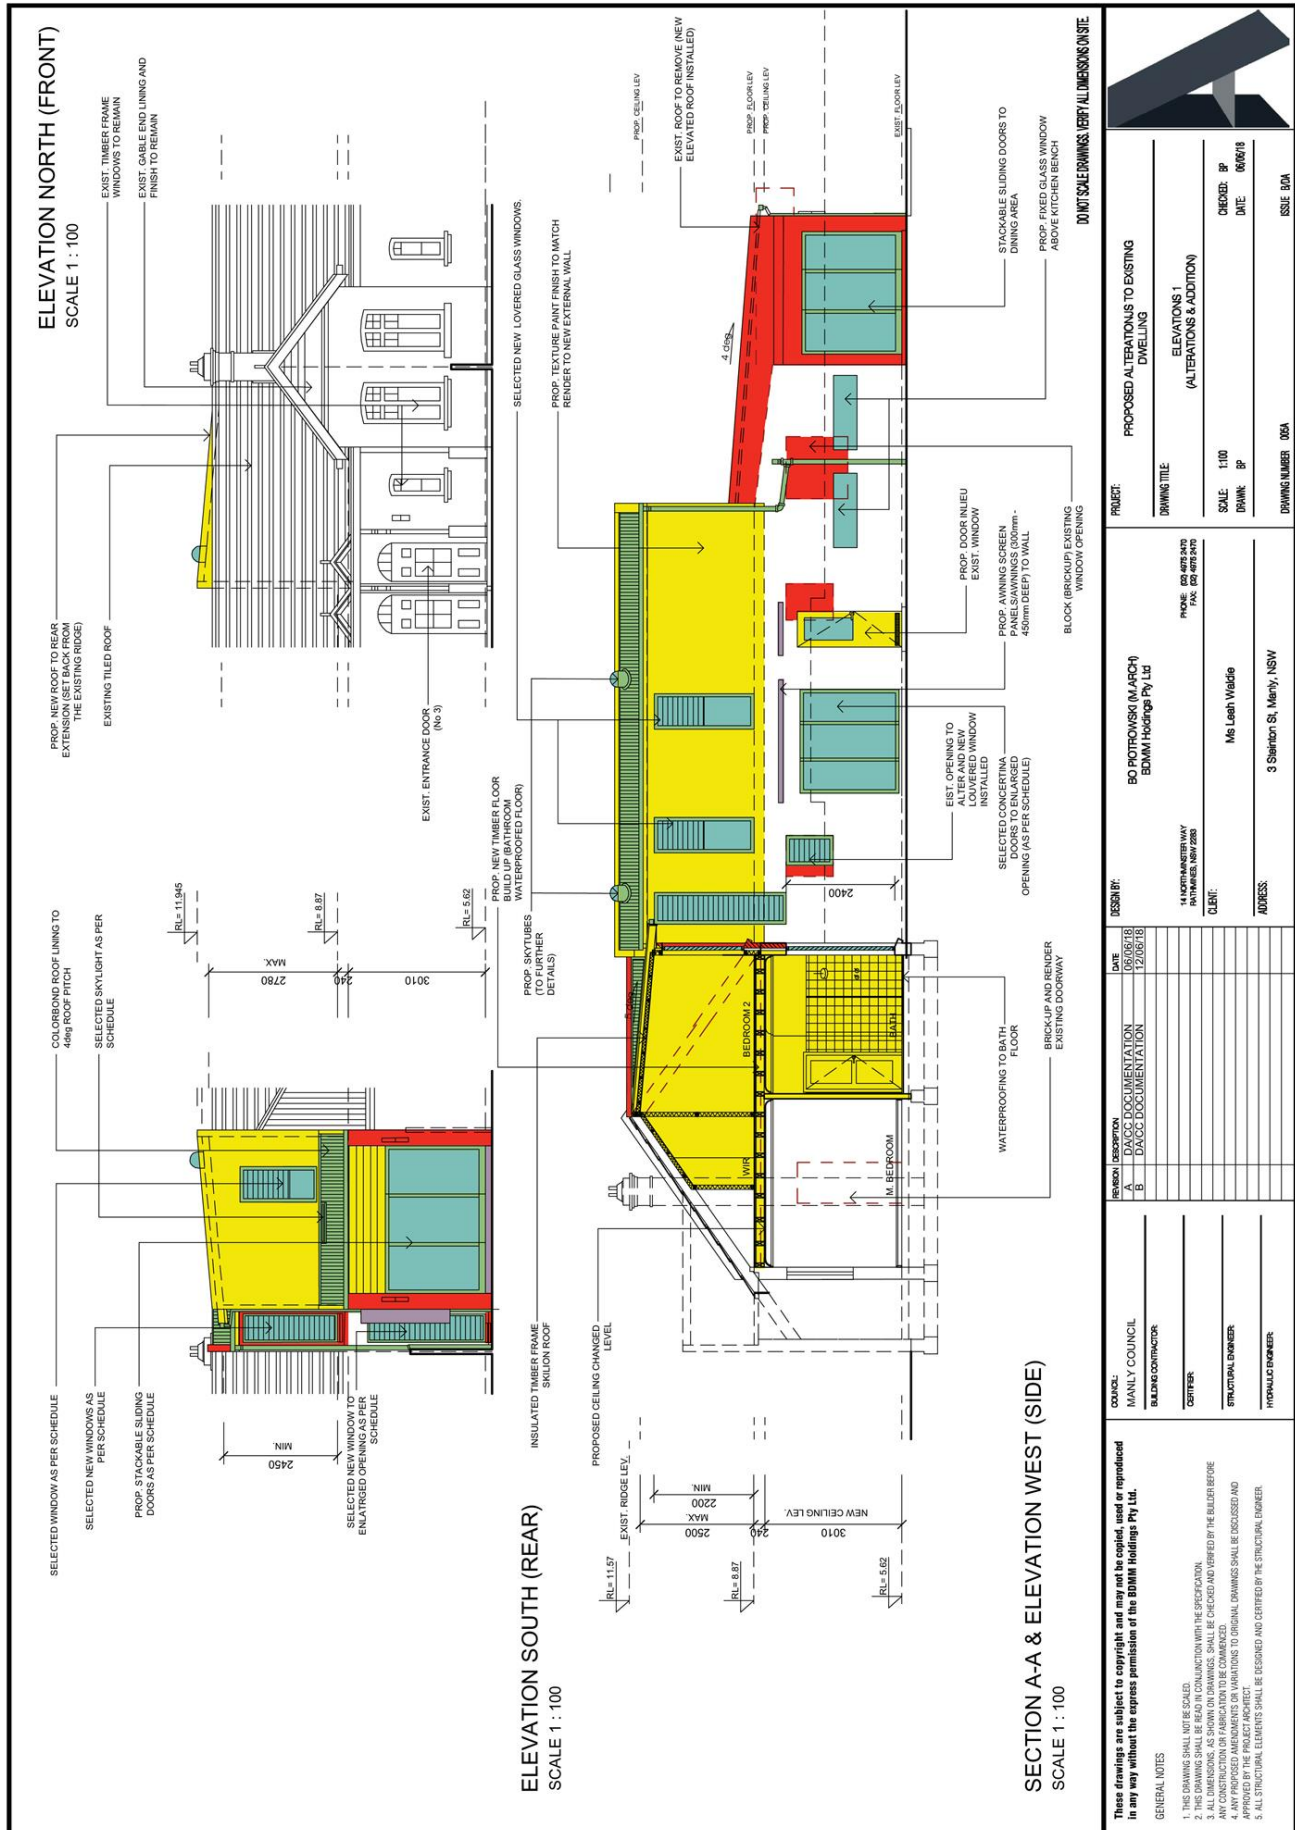 ELEVATION NORTH (FRONT)
SCALE 1 : 100
PROP. NEW ROOF TO REAR
EXTENSION (SET BACK FROM
THE EXISTING RIDGE)
EXISTING TILED ROOF
EXIST. ENTRANCE DOOR
(No 3)
EXIST. TIMBER FRAME
WINDOWS TO REMAIN
EXIST. GABLE END LINING AND
FINISH TO REMAIN
SELECTED WINDOW AS PER SCHEDULE
SELECTED NEW WINDOWS AS
PER SCHEDULE
PROP. STACKABLE SLIDING
DOORS AS PER SCHEDULE
SELECTED NEW WINDOW TO
ENLATRGED OPENING AS PER
SCHEDULE
COLORBOND ROOF LINING TO
4deg ROOF PITCH
SELECTED SKYLIGHT AS PER
SCHEDULE
MIN.
2450
MAX.
2780
240
3010
RL= 11.945
RL= 8.87
RL= 5.62
ELEVATION SOUTH (REAR)
SCALE 1 : 100
INSULATED TIMBER FRAME
SKILION ROOF
PROPOSED CEILING CHANGED
LEVEL
PROP. NEW TIMBER FLOOR
BUILD UP (BATHROOM
WATERPROOFED FLOOR)
PROP. SKYTUBES
(TO FURTHER
DETAILS)
SELECTED NEW LOVERED GLASS WINDOWS.
PROP. TEXTURE PAINT FINISH TO MATCH
RENDER TO NEW EXTERNAL WALL
EXIST. ROOF TO REMOVE (NEW
ELEVATED ROOF INSTALLED)
PROP. CEILING LEV
PROP. FLOOR LEV
PROP. CEILING LEV
EXIST. FLOOR LEV
4 deg
5 deg
BEDROOM 2
WIR
M. BEDROOM
BATH
2400
EXIST. RIDGE LEV.
RL= 11.57
RL= 8.87
RL= 5.62
MIN.
2200
MAX.
2500
240
NEW CEILING LEV.
3010
WATERPROOFING TO BATH
FLOOR
BRICK-UP AND RENDER
EXISTING DOORWAY
EIST. OPENING TO
ALTER AND NEW
LOUVERED WINDOW
INSTALLED
SELECTED CONCERTINA
DOORS TO ENLARGED
OPENING (AS PER SCHEDULE)
PROP. DOOR INLIEU
EXIST. WINDOW
PROP. AWNING SCREEN
PANELS/AWNINGS (300mm -
450mm DEEP) TO WALL
BLOCK (BRICKUP) EXISTING
WINDOW OPENING
STACKABLE SLIDING DOORS TO
DINING AREA
PROP. FIXED GLASS WINDOW
ABOVE KITCHEN BENCH
SECTION A-A & ELEVATION WEST (SIDE)
SCALE 1 : 100
DO NOT SCALE DRAWINGS. VERIFY ALL DIMENSIONS ON SITE.
These drawings are subject to copyright and may not be copied, used or reproduced
in any way without the express permission of the BDMM Holdings Pty Ltd.
GENERAL NOTES
1. THIS DRAWING SHALL NOT BE SCALED.
2. THIS DRAWING SHALL BE READ IN CONJUNCTION WITH THE SPECIFICATION.
3. ALL DIMENSIONS, AS SHOWN ON DRAWINGS, SHALL BE CHECKED AND VERIFIED BY THE BUILDER BEFORE
ANY CONSTRUCTION OR FABRICATION TO BE COMMENCED.
4. ANY PROPOSED AMENDMENTS OR VARIATIONS TO ORIGINAL DRAWINGS SHALL BE DISCUSSED AND
APPROVED BY THE PROJECT ARCHITECT.
5. ALL STRUCTURAL ELEMENTS SHALL BE DESIGNED AND CERTIFIED BY THE STRUCTURAL ENGINEER.
COUNCIL:
MANLY COUNCIL
BUILDING CONTRACTOR:
CERTIFIER:
STRUCTURAL ENGINEER:
HYDRAULIC ENGINEER:
REVISION DESCRIPTION DATE
A DA/CC DOCUMENTATION 06/06/18
B DA/CC DOCUMENTATION 12/06/18
DESIGN BY:
BO PIOTROWSKI (M.ARCH)
BDMM Holdings Pty Ltd
14 NORTHMINSTER WAY
RATHMINES, NSW 2283
PHONE: (02) 4975 2470
FAX: (02) 4975 2470
CLIENT:
Ms Leah Waldie
ADDRESS:
3 Steinton St, Manly, NSW
PROJECT:
PROPOSED ALTERATIONJS TO EXISTING
DWELLING
DRAWING TITLE:
ELEVATIONS 1
(ALTERATIONS & ADDITION)
SCALE: 1:100
CHECKED: BP
DRAWN: BP
DATE: 06/06/18
DRAWING NUMBER 005A
ISSUE B/DA